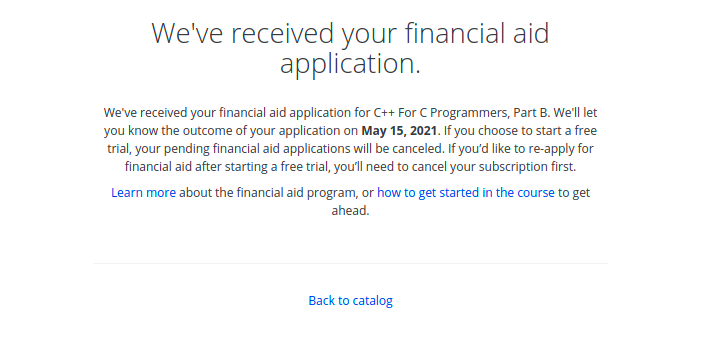 We've received your financial aid
application.
We've received your financial aid application for C++ For C Programmers, Part B. We'll let
you know the outcome of your application on May 15, 2021. If you choose to start a free
trial, your pending financial aid applications will be canceled. If you’d like to re-apply for
financial aid after starting a free trial, you’ll need to cancel your subscription first.
Learn more about the financial aid program, or how to get started in the course to get
ahead.
Back to catalog